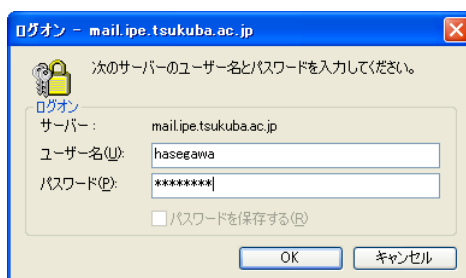 ログオン - mail.ipe.tsukuba.ac.jp
次のサーバーのユーザー名とパスワードを入力してください。
ログオン
サーバー: mail.ipe.tsukuba.ac.jp
ユーザー名(U): hasegawa
パスワード(P): ********
パスワードを保存する(R)
OK キャンセル